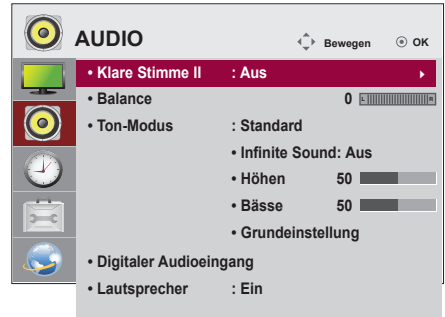 AUDIO Bewegen OK
• Klare Stimme II : Aus
• Balance 0 L R
• Ton-Modus : Standard
• Infinite Sound: Aus
• Höhen 50
• Bässe 50
• Grundeinstellung
• Digitaler Audioeingang
• Lautsprecher : Ein